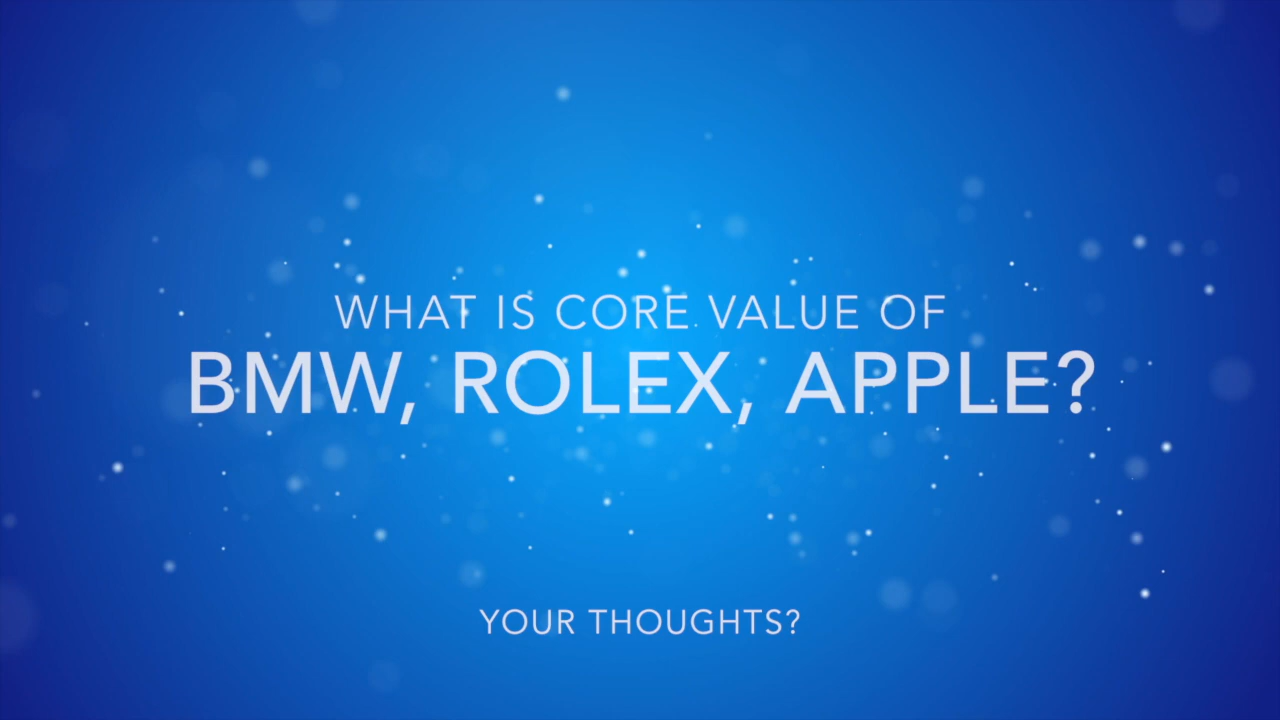 WHAT IS CORE VALUE OF
BMW, ROLEX, APPLE?
YOUR THOUGHTS?